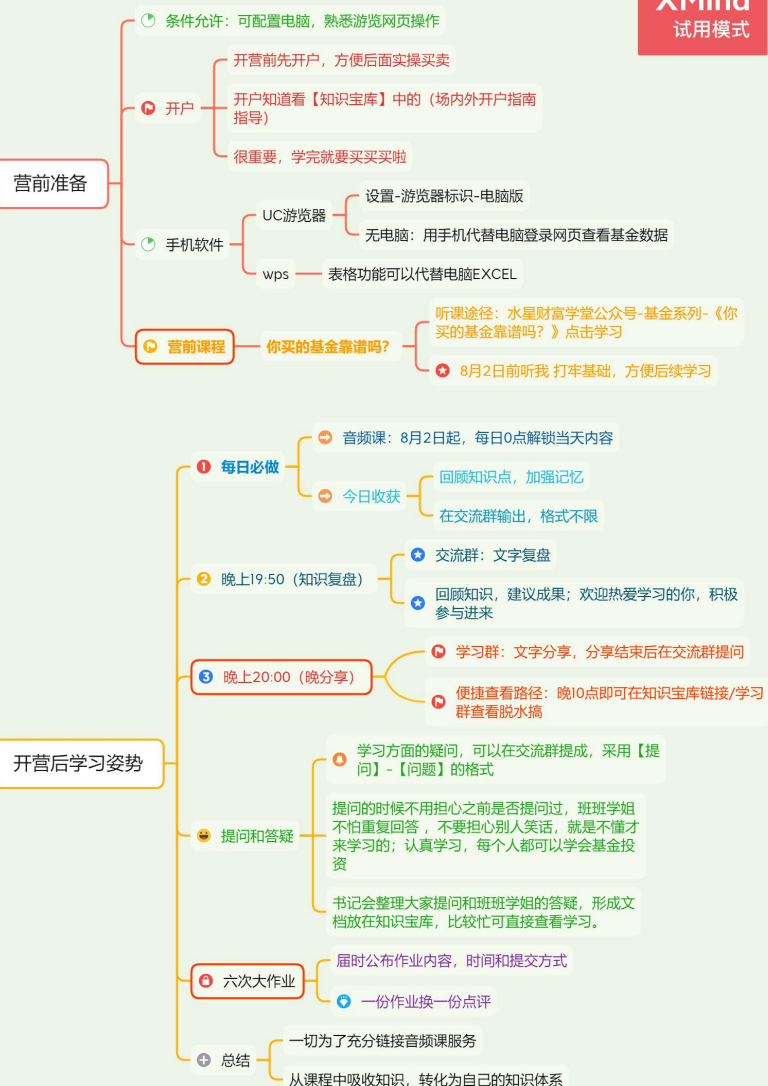 XMind
试用模式
条件允许：可配置电脑，熟悉游览网页操作
开营前先开户，方便后面实操买卖
开户
开户知道看【知识宝库】中的（场内外开户指南
指导）
很重要，学完就要买买买啦
营前准备
设置-游览器标识-电脑版
UC游览器
无电脑：用手机代替电脑登录网页查看基金数据
手机软件
wps
表格功能可以代替电脑EXCEL
听课途径：水星财富学堂公众号-基金系列-《你
买的基金靠谱吗？》点击学习
营前课程
你买的基金靠谱吗？
8月2日前听我 打牢基础，方便后续学习
音频课：8月2日起，每日0点解锁当天内容
1 每日必做
回顾知识点，加强记忆
今日收获
在交流群输出，格式不限
交流群：文字复盘
2 晚上19:50（知识复盘）
回顾知识，建议成果；欢迎热爱学习的你，积极
参与进来
学习群：文字分享，分享结束后在交流群提问
3 晚上20:00（晚分享）
便捷查看路径：晚10点即可在知识宝库链接/学习
群查看脱水搞
开营后学习姿势
学习方面的疑问，可以在交流群提成，采用【提
问】-【问题】的格式
提问和答疑
提问的时候不用担心之前是否提问过，班班学姐
不怕重复回答 ，不要担心别人笑话，就是不懂才
来学习的；认真学习，每个人都可以学会基金投
资
书记会整理大家提问和班班学姐的答疑，形成文
档放在知识宝库，比较忙可直接查看学习。
六次大作业
届时公布作业内容，时间和提交方式
一份作业换一份点评
总结
一切为了充分链接音频课服务
从课程中吸收知识，转化为自己的知识体系